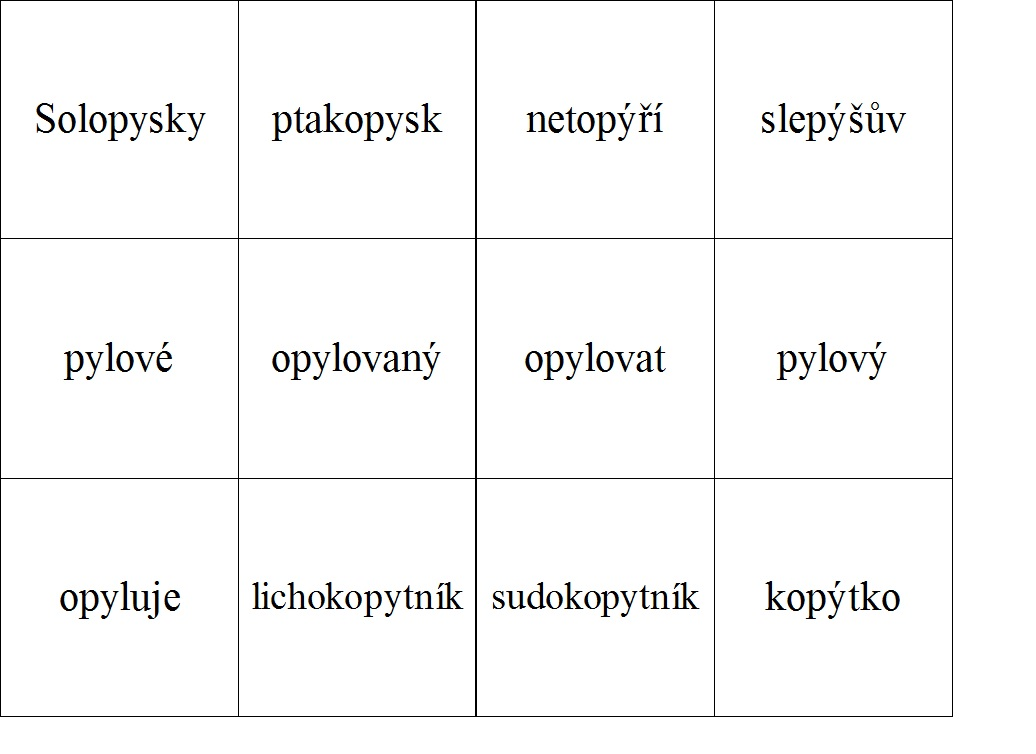 Solopysky
ptakopysk
netopýří
slepýšův
pylové
opylovaný
opylovat
pylový
opyluje
lichokopytník
sudokopytník
kopýtko